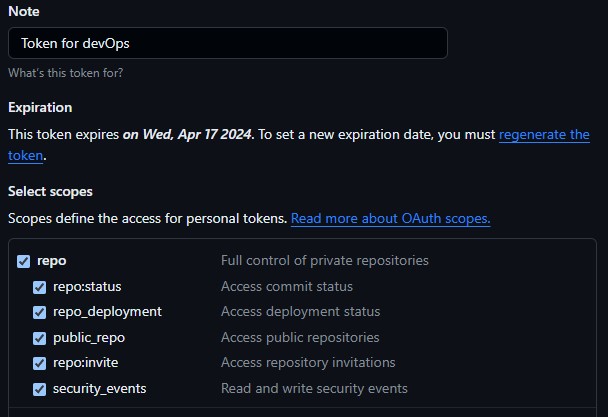 Note
Token for devOps
What's this token for?
Expiration
This token expires on Wed, Apr 17 2024. To set a new expiration date, you must regenerate the
token.
Select scopes
Scopes define the access for personal tokens. Read more about OAuth scopes.
repo Full control of private repositories
repo:status Access commit status
repo_deployment Access deployment status
public_repo Access public repositories
repo:invite Access repository invitations
security_events Read and write security events